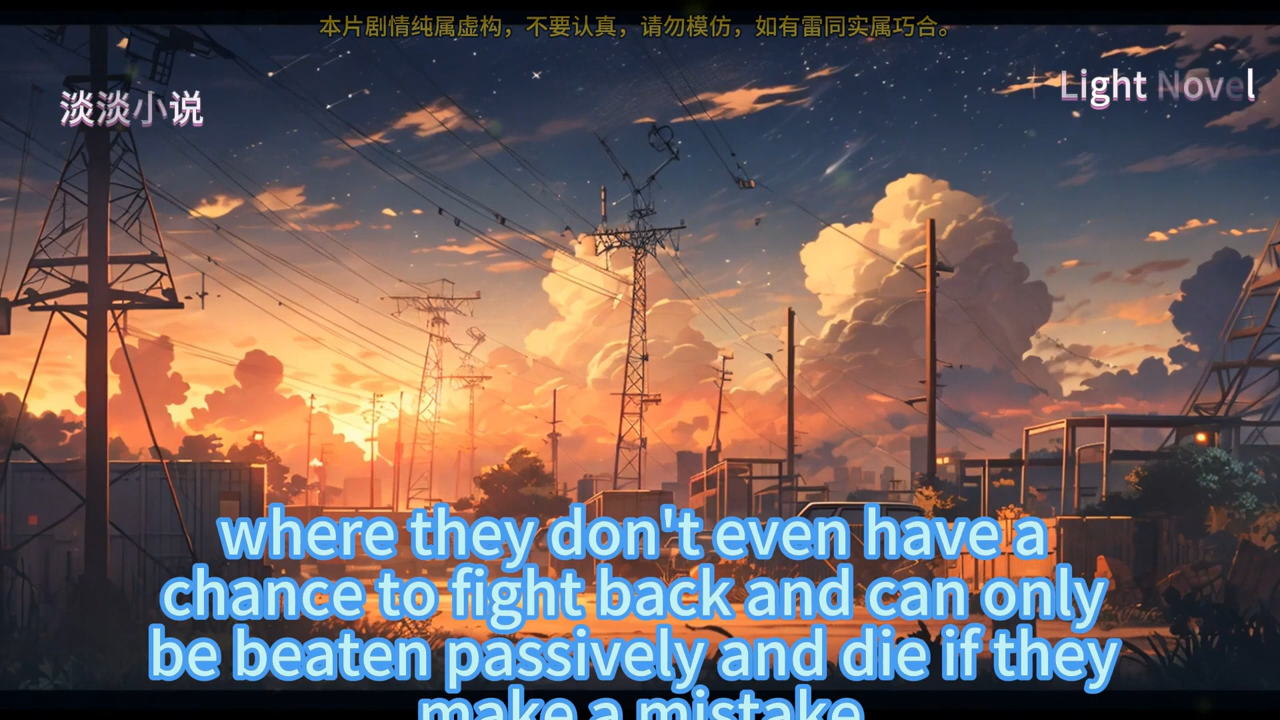 本片剧情纯属虚构，不要认真，请勿模仿，如有雷同实属巧合。
淡淡小说
Light Novel
where they don't even have a
chance to fight back and can only
be beaten passively and die if they
make a mistake